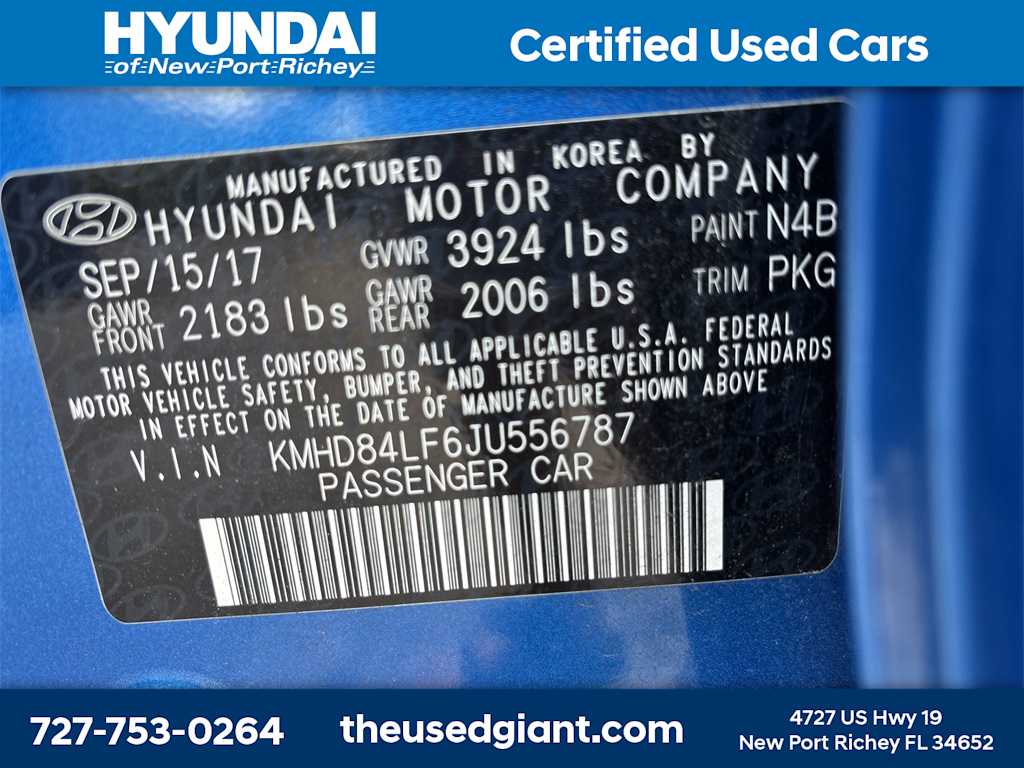 HYUNDAI
of New Port Richey
Certified Used Cars
MANUFACTURED IN KOREA BY
HYUNDAI MOTOR COMPANY
SEP/15/17 GVWR 3924 lbs PAINT N4B
GAWR FRONT 2183 lbs GAWR REAR 2006 lbs TRIM PKG
THIS VEHICLE CONFORMS TO ALL APPLICABLE U.S.A. FEDERAL
MOTOR VEHICLE SAFETY, BUMPER, AND THEFT PREVENTION STANDARDS
IN EFFECT ON THE DATE OF MANUFACTURE SHOWN ABOVE
V.I.N KMHD84LF6JU556787
PASSENGER CAR
727-753-0264
theusedgiant.com
4727 US Hwy 19
New Port Richey FL 34652